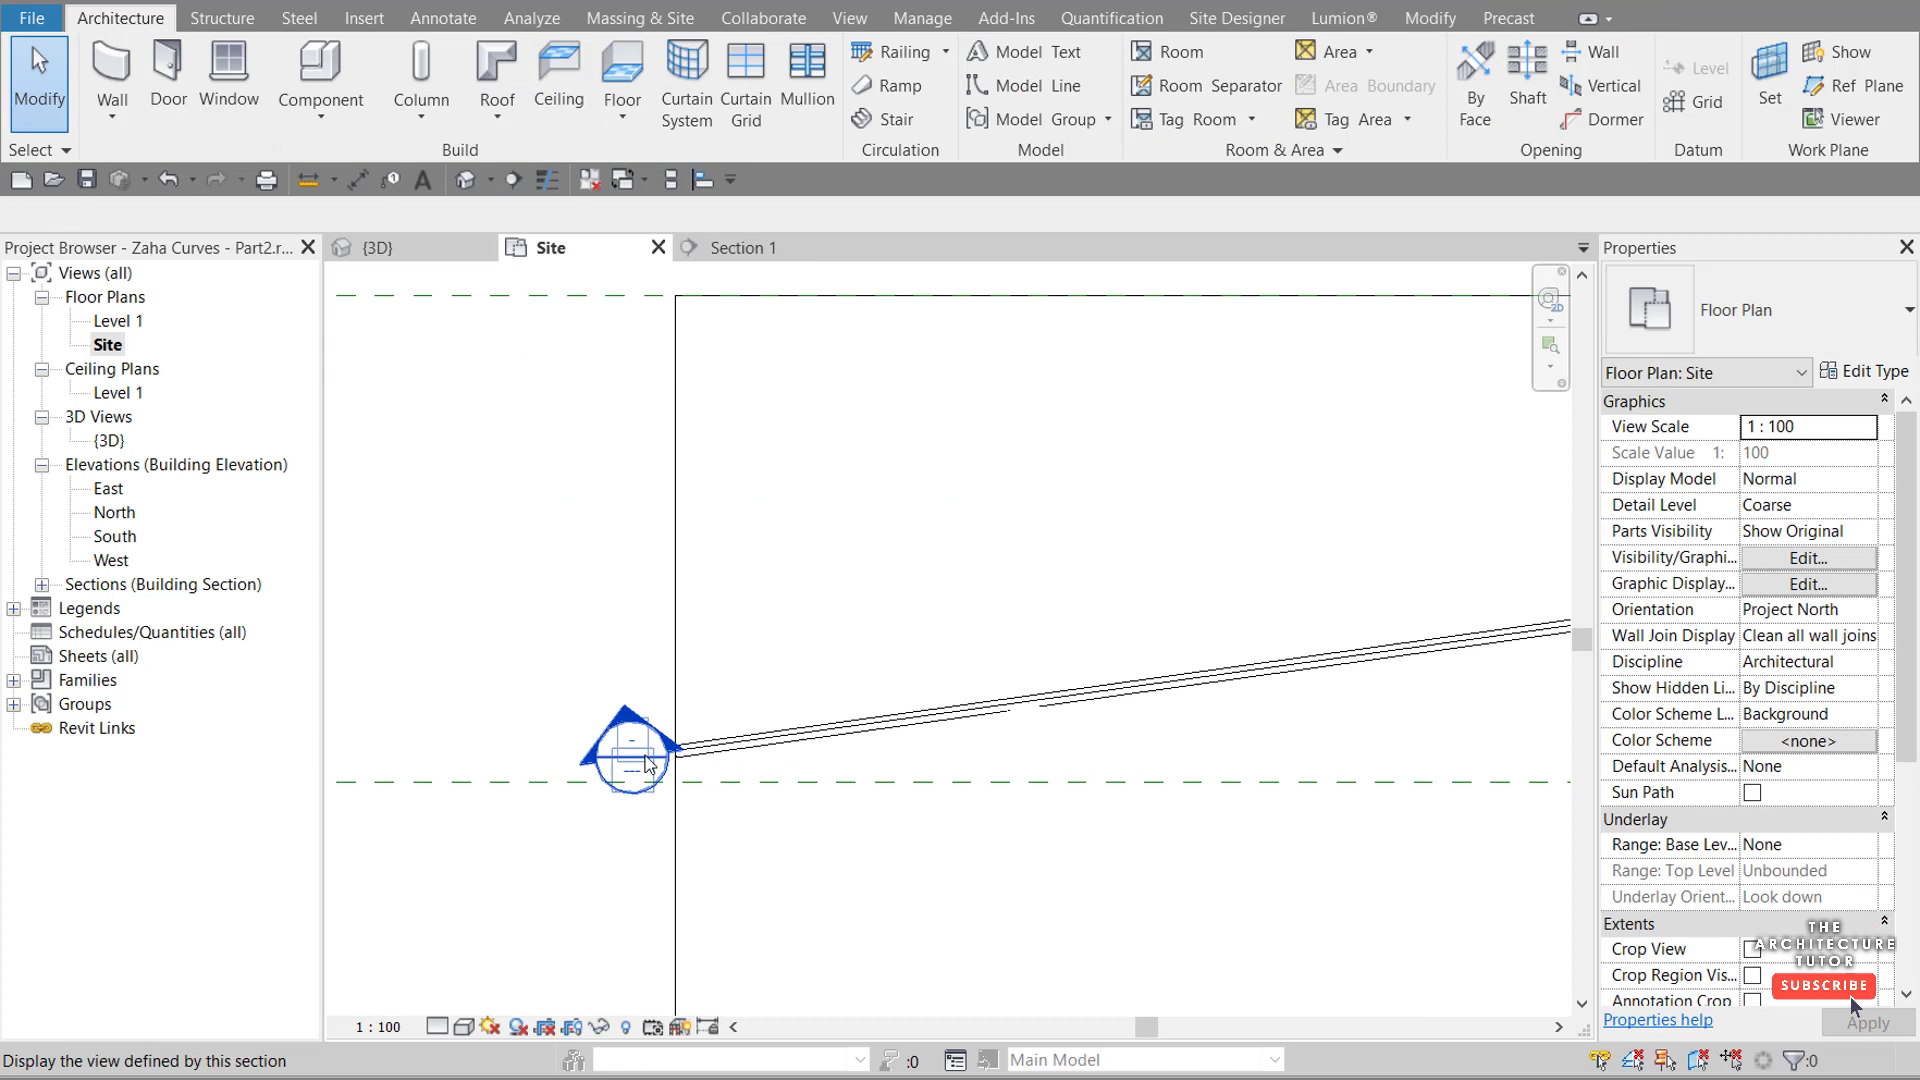 File Architecture Structure Steel Insert Annotate Analyze Massing & Site Collaborate View Manage Add-Ins Quantification Site Designer Lumion® Modify Precast
Modify
Select
Wall Door Window Component Column Roof Ceiling Floor Curtain System Curtain Grid Mullion
Build
Railing
Ramp
Stair
Circulation
Model Text
Model Line
Model Group
Model
Room
Room Separator
Tag Room
Area
Area Boundary
Tag Area
Room & Area
By Face
Shaft
Wall
Vertical
Dormer
Opening
Level
Grid
Datum
Set
Show
Ref Plane
Viewer
Work Plane
Project Browser - Zaha Curves - Part2.r...
Views (all)
Floor Plans
Level 1
Site
Ceiling Plans
Level 1
3D Views
{3D}
Elevations (Building Elevation)
East
North
South
West
Sections (Building Section)
Legends
Schedules/Quantities (all)
Sheets (all)
Families
Groups
Revit Links
{3D} Site Section 1
2D
Properties
Floor Plan
Floor Plan: Site Edit Type
Graphics
View Scale 1 : 100
Scale Value 1: 100
Display Model Normal
Detail Level Coarse
Parts Visibility Show Original
Visibility/Graphi... Edit...
Graphic Display... Edit...
Orientation Project North
Wall Join Display Clean all wall joins
Discipline Architectural
Show Hidden Li... By Discipline
Color Scheme L... Background
Color Scheme <none>
Default Analysis... None
Sun Path
Underlay
Range: Base Lev... None
Range: Top Level Unbounded
Underlay Orient... Look down
Extents
Crop View
Crop Region Vis...
Annotation Crop
THE
ARCHITECTURE
TUTOR
SUBSCRIBE
Properties help Apply
1 : 100
Display the view defined by this section
:0
Main Model
:0